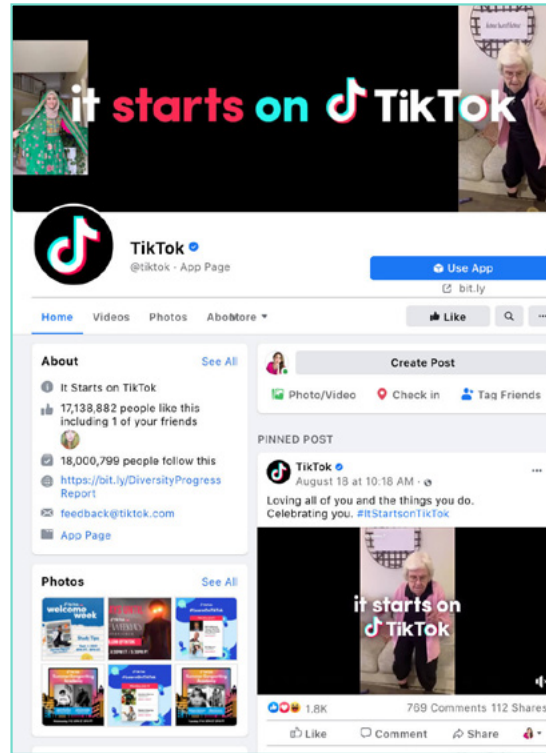 it starts on TikTok
TikTok
@tiktok · App Page
Use App
bit.ly
Home Videos Photos About More
Like
About See All
It Starts on TikTok
17,138,882 people like this
including 1 of your friends
18,000,799 people follow this
https://bit.ly/DiversityProgress
Report
feedback@tiktok.com
App Page
Photos See All
welcome
week
Create Post
Photo/Video Check in Tag Friends
PINNED POST
TikTok
August 18 at 10:18 AM ·
Loving all of you and the things you do.
Celebrating you. #ItStartsonTikTok
it starts on
TikTok
1.8K 769 Comments 112 Shares
Like Comment Share